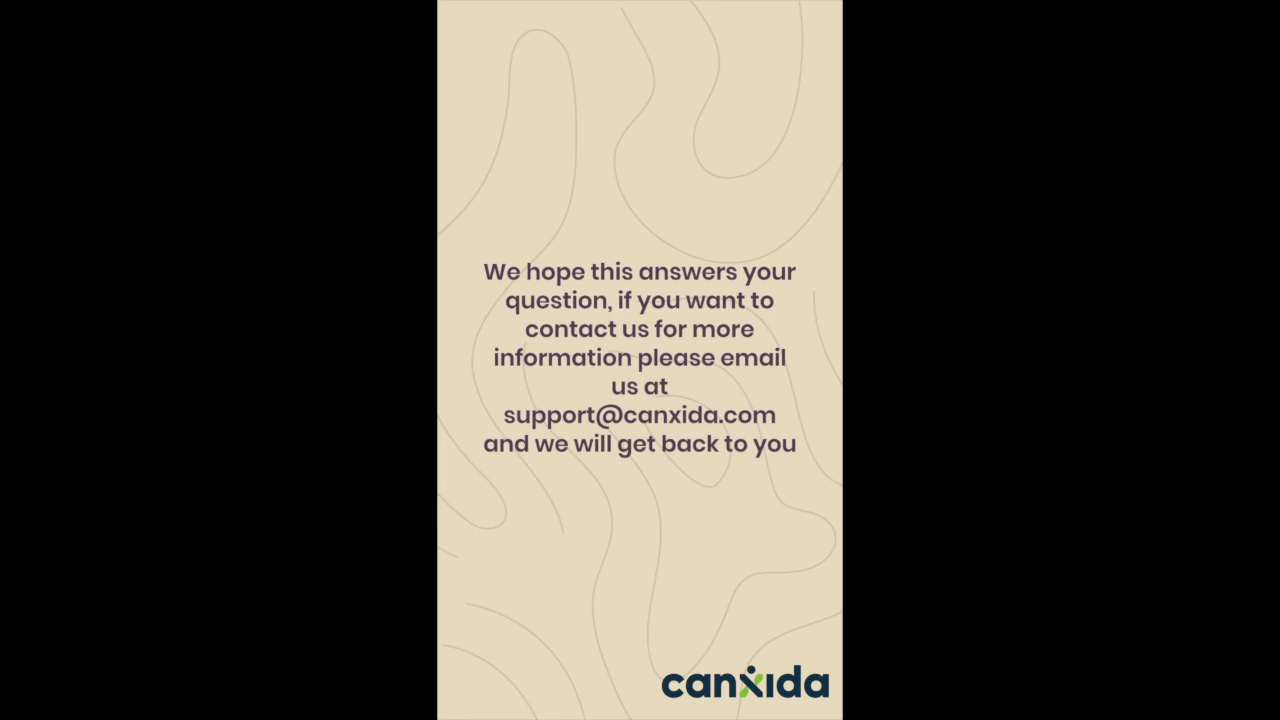 We hope this answers your
question, if you want to
contact us for more
information please email
us at
support@canxida.com
and we will get back to you
canxida